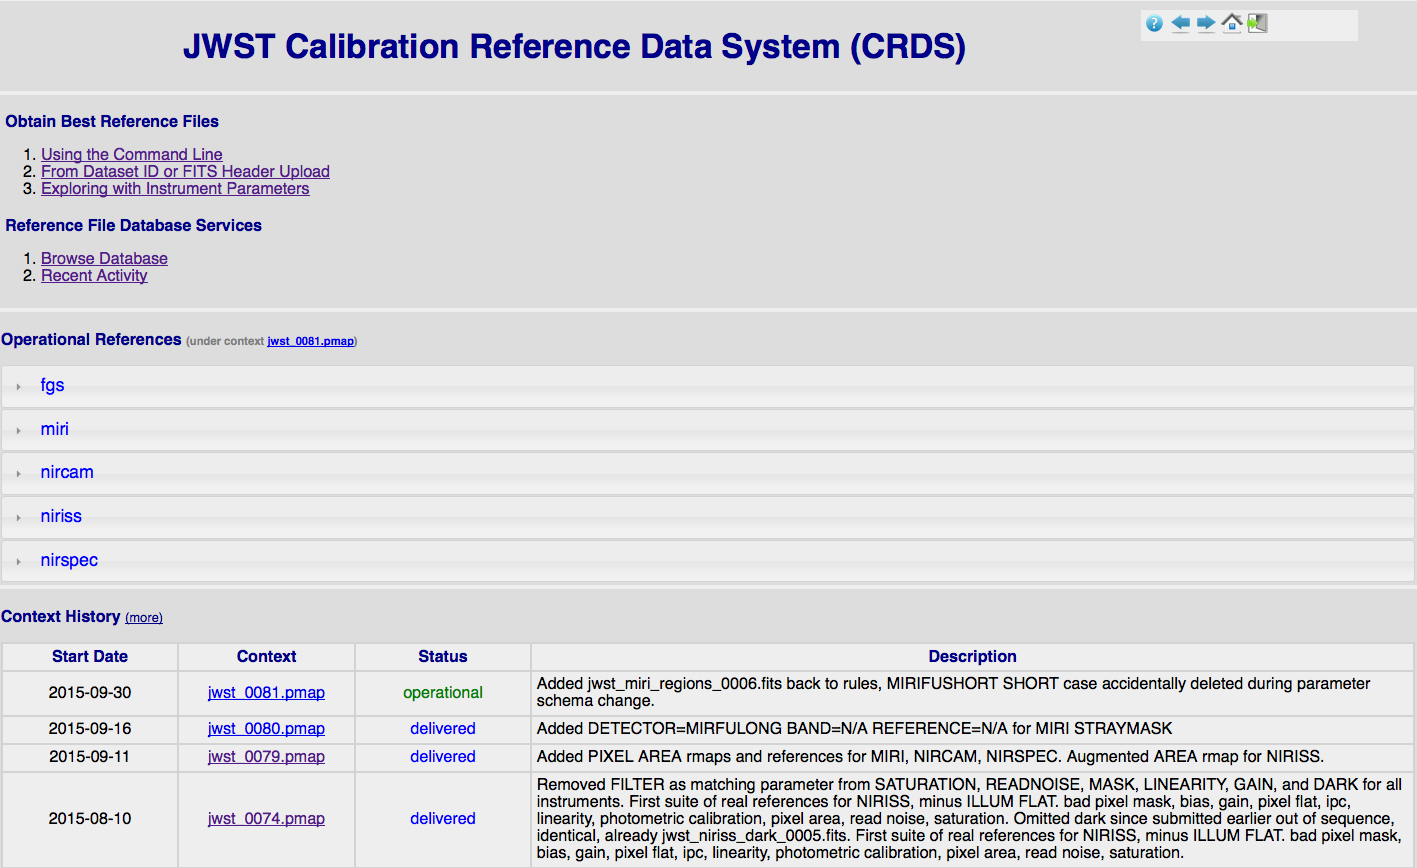 JWST Calibration Reference Data System (CRDS)
Obtain Best Reference Files
1. Using the Command Line
2. From Dataset ID or FITS Header Upload
3. Exploring with Instrument Parameters
Reference File Database Services
1. Browse Database
2. Recent Activity
Operational References (under context jwst_0081.pmap)
fgs
miri
nircam
niriss
nirspec
Context History (more)
Start Date Context Status Description
2015-09-30 jwst_0081.pmap operational Added jwst_miri_regions_0006.fits back to rules, MIRIFUSHORT SHORT case accidentally deleted during parameter
schema change.
2015-09-16 jwst_0080.pmap delivered Added DETECTOR=MIRFULONG BAND=N/A REFERENCE=N/A for MIRI STRAYMASK
2015-09-11 jwst_0079.pmap delivered Added PIXEL AREA rmaps and references for MIRI, NIRCAM, NIRSPEC. Augmented AREA rmap for NIRISS.
2015-08-10 jwst_0074.pmap delivered Removed FILTER as matching parameter from SATURATION, READNOISE, MASK, LINEARITY, GAIN, and DARK for all
instruments. First suite of real references for NIRISS, minus ILLUM FLAT. bad pixel mask, bias, gain, pixel flat, ipc,
linearity, photometric calibration, pixel area, read noise, saturation. Omitted dark since submitted earlier out of sequence,
identical, already jwst_niriss_dark_0005.fits. First suite of real references for NIRISS, minus ILLUM FLAT. bad pixel mask,
bias, gain, pixel flat, ipc, linearity, photometric calibration, pixel area, read noise, saturation.